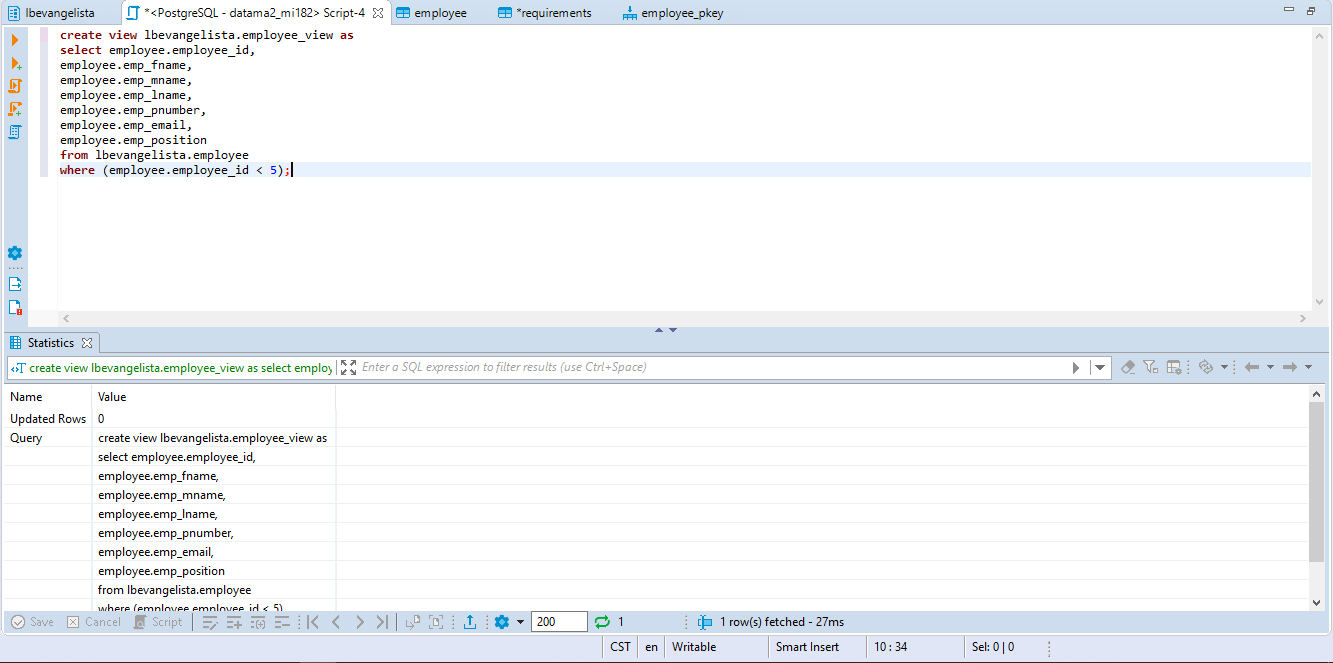 lbevangelista
*<PostgreSQL - datama2_mi182> Script-4
employee
*requirements
employee_pkey
create view lbevangelista.employee_view as
select employee.employee_id,
employee.emp_fname,
employee.emp_mname,
employee.emp_lname,
employee.emp_pnumber,
employee.emp_email,
employee.emp_position
from lbevangelista.employee
where (employee.employee_id < 5);
Statistics
create view lbevangelista.employee_view as select employ
Enter a SQL expression to filter results (use Ctrl+Space)
Name Value
Updated Rows 0
Query create view lbevangelista.employee_view as
select employee.employee_id,
employee.emp_fname,
employee.emp_mname,
employee.emp_lname,
employee.emp_pnumber,
employee.emp_email,
employee.emp_position
from lbevangelista.employee
where (employee.employee_id < 5)
Save Cancel Script 200 1 1 row(s) fetched - 27ms
CST en Writable Smart Insert 10 : 34 Sel: 0 | 0